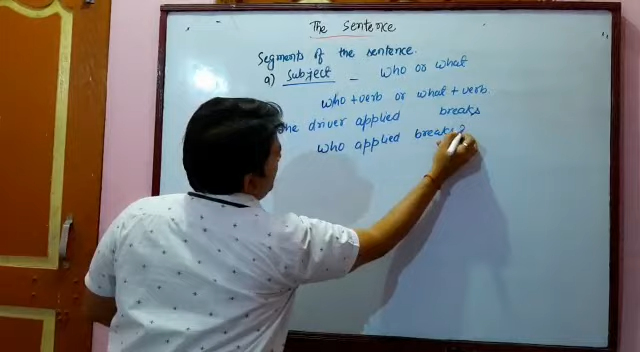 The Sentence
Segments of the sentence.
a) Subject - who or what
who + verb or what + verb.
The driver applied breaks
who applied breaks?